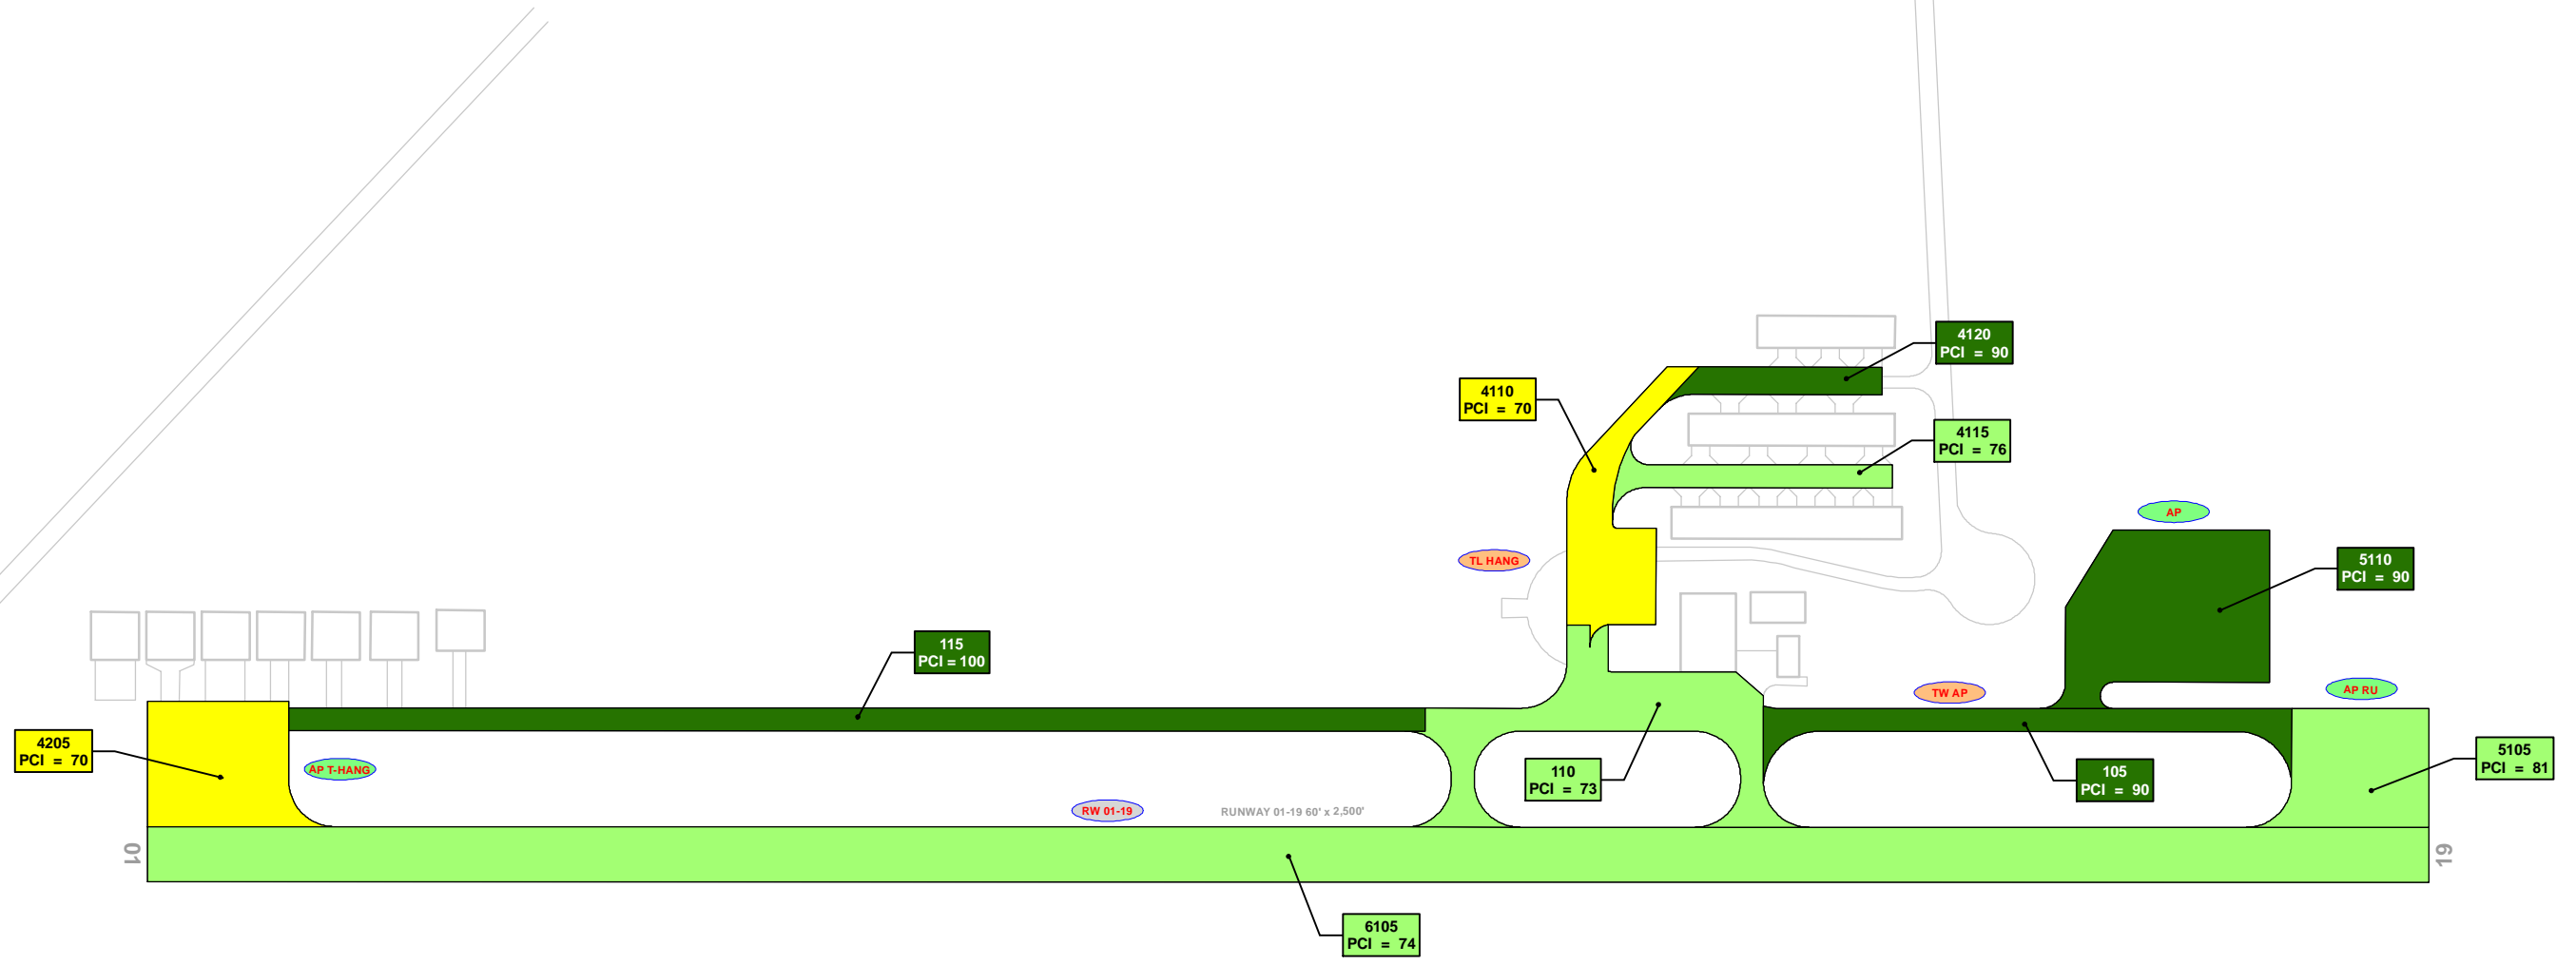 4120
PCI = 90
4110
PCI = 70
4115
PCI = 76
AP
TL HANG
5110
PCI = 90
115
PCI = 100
TW AP
AP RU
4205
PCI = 70
AP T-HANG
110
PCI = 73
105
PCI = 90
5105
PCI = 81
RW 01-19
RUNWAY 01-19 60' x 2,500'
01
19
6105
PCI = 74